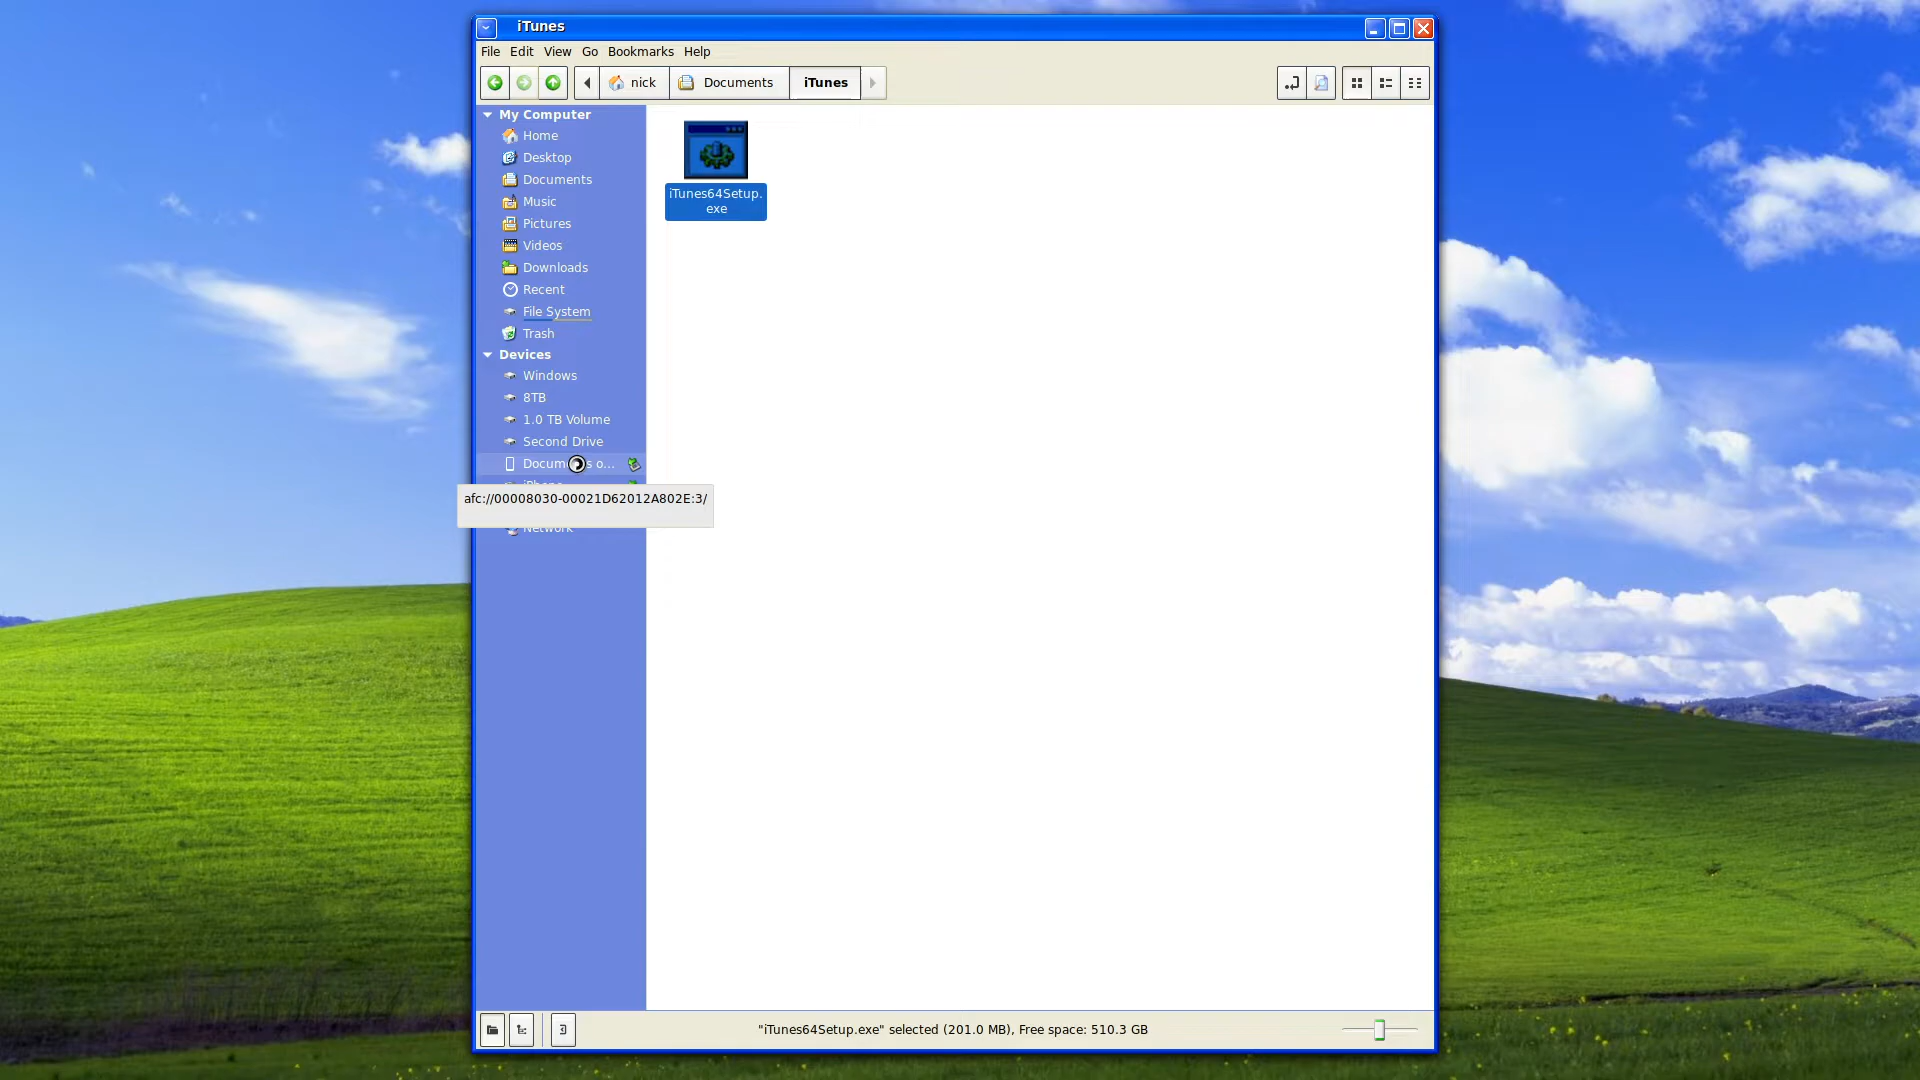 iTunes
File Edit View Go Bookmarks Help
nick Documents iTunes
My Computer
Home
Desktop
Documents
Music
Pictures
Videos
Downloads
Recent
File System
Trash
Devices
Windows
8TB
1.0 TB Volume
Second Drive
o...
iPhone
afc://00008030-00021D62012A802E:3/
Network
iTunes64Setup.
exe
"iTunes64Setup.exe" selected (201.0 MB), Free space: 510.3 GB